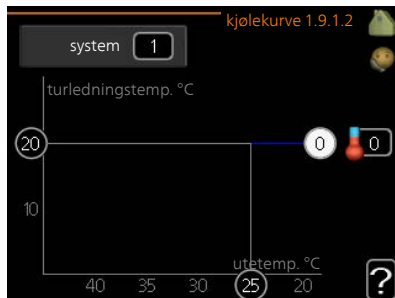 kjølekurve 1.9.1.2
system 1
turledningstemp. °C
20 0 0
10
utetemp. °C
40 35 30 25 20
?